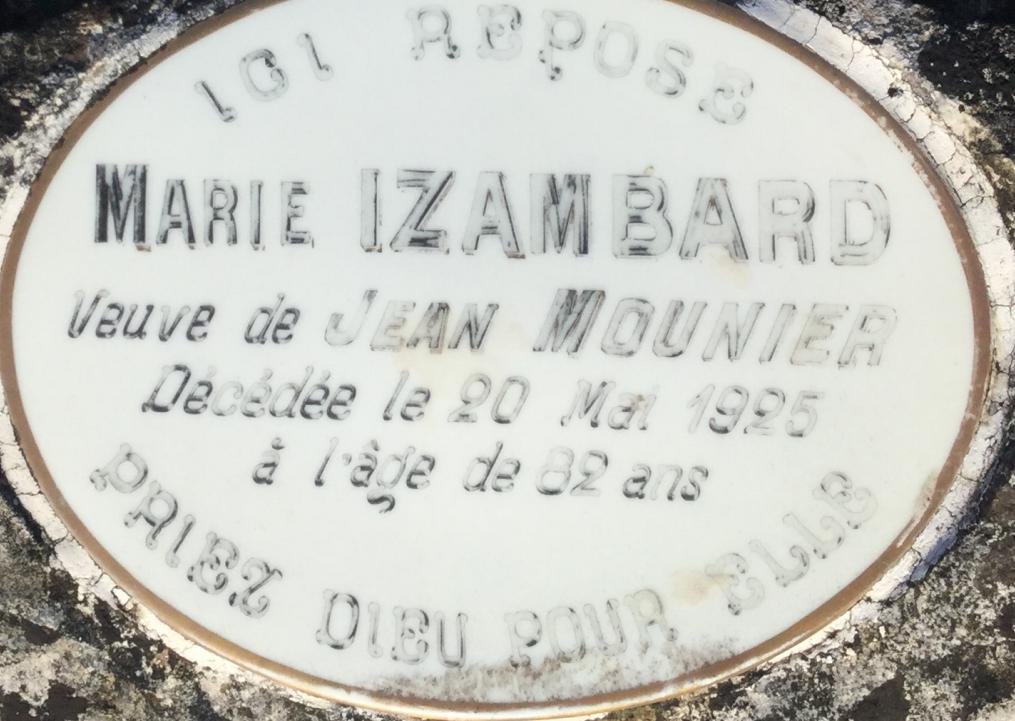 ICI REPOSE
MARIE IZAMBARD
Veuve de JEAN MOUNIER
Décédée le 20 Mai 1925
à l'âge de 82 ans
PRIEZ DIEU POUR ELLE